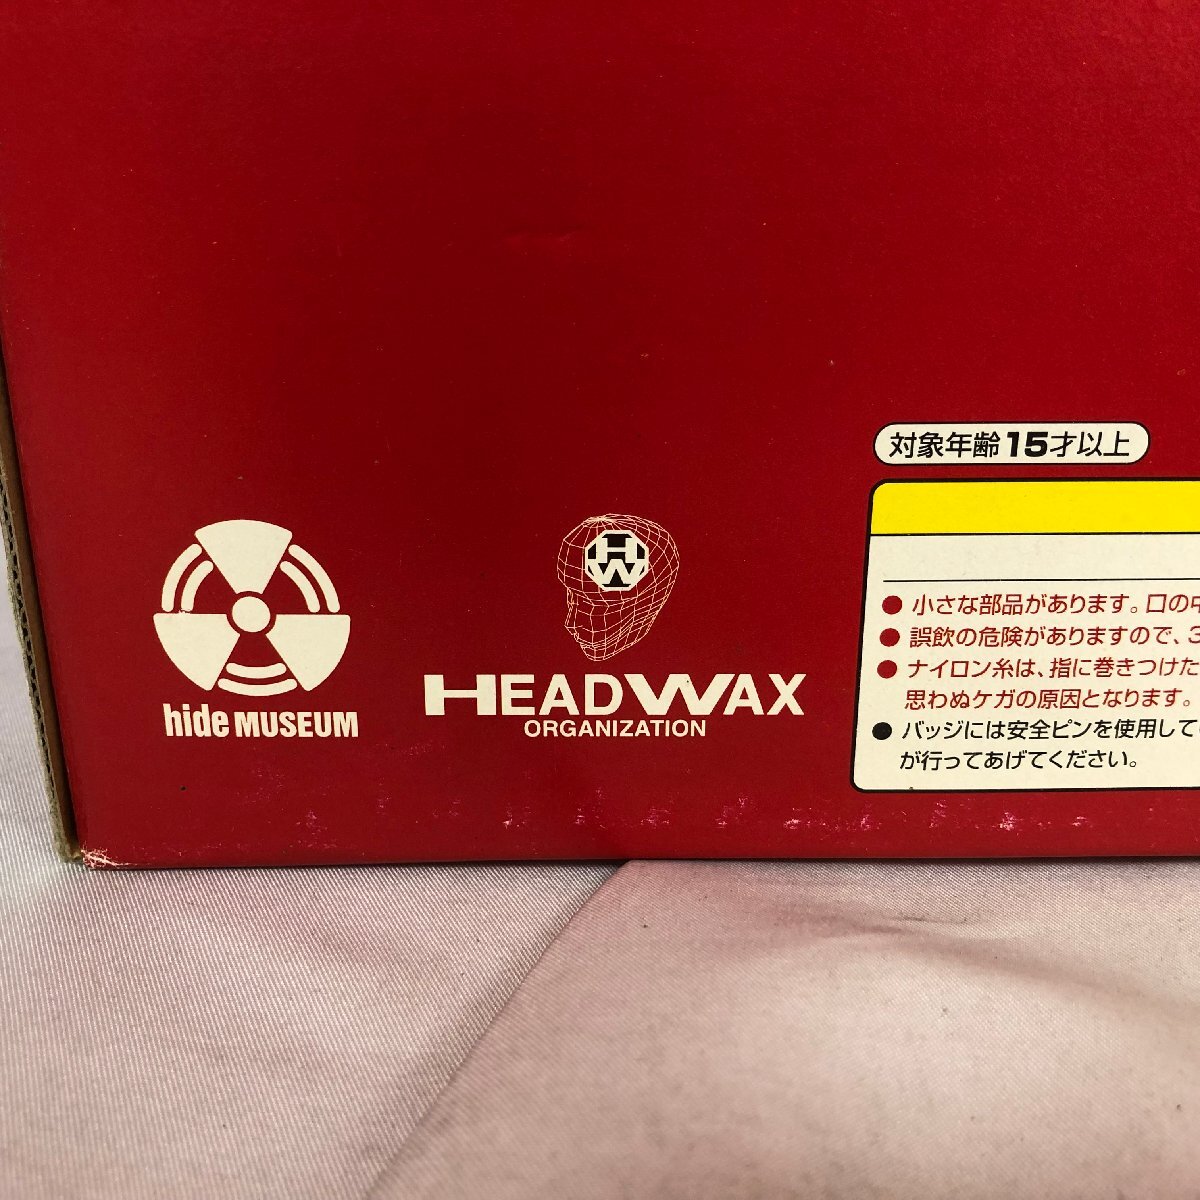 対象年齢15才以上
小さな部品があります。口の中
誤飲の危険がありますので、3
ナイロン糸は、指に巻きつけた
思わぬケガの原因となります。
バッジには安全ピンを使用して
が行ってあげてください。
hide MUSEUM
HW
HEADWAX
ORGANIZATION